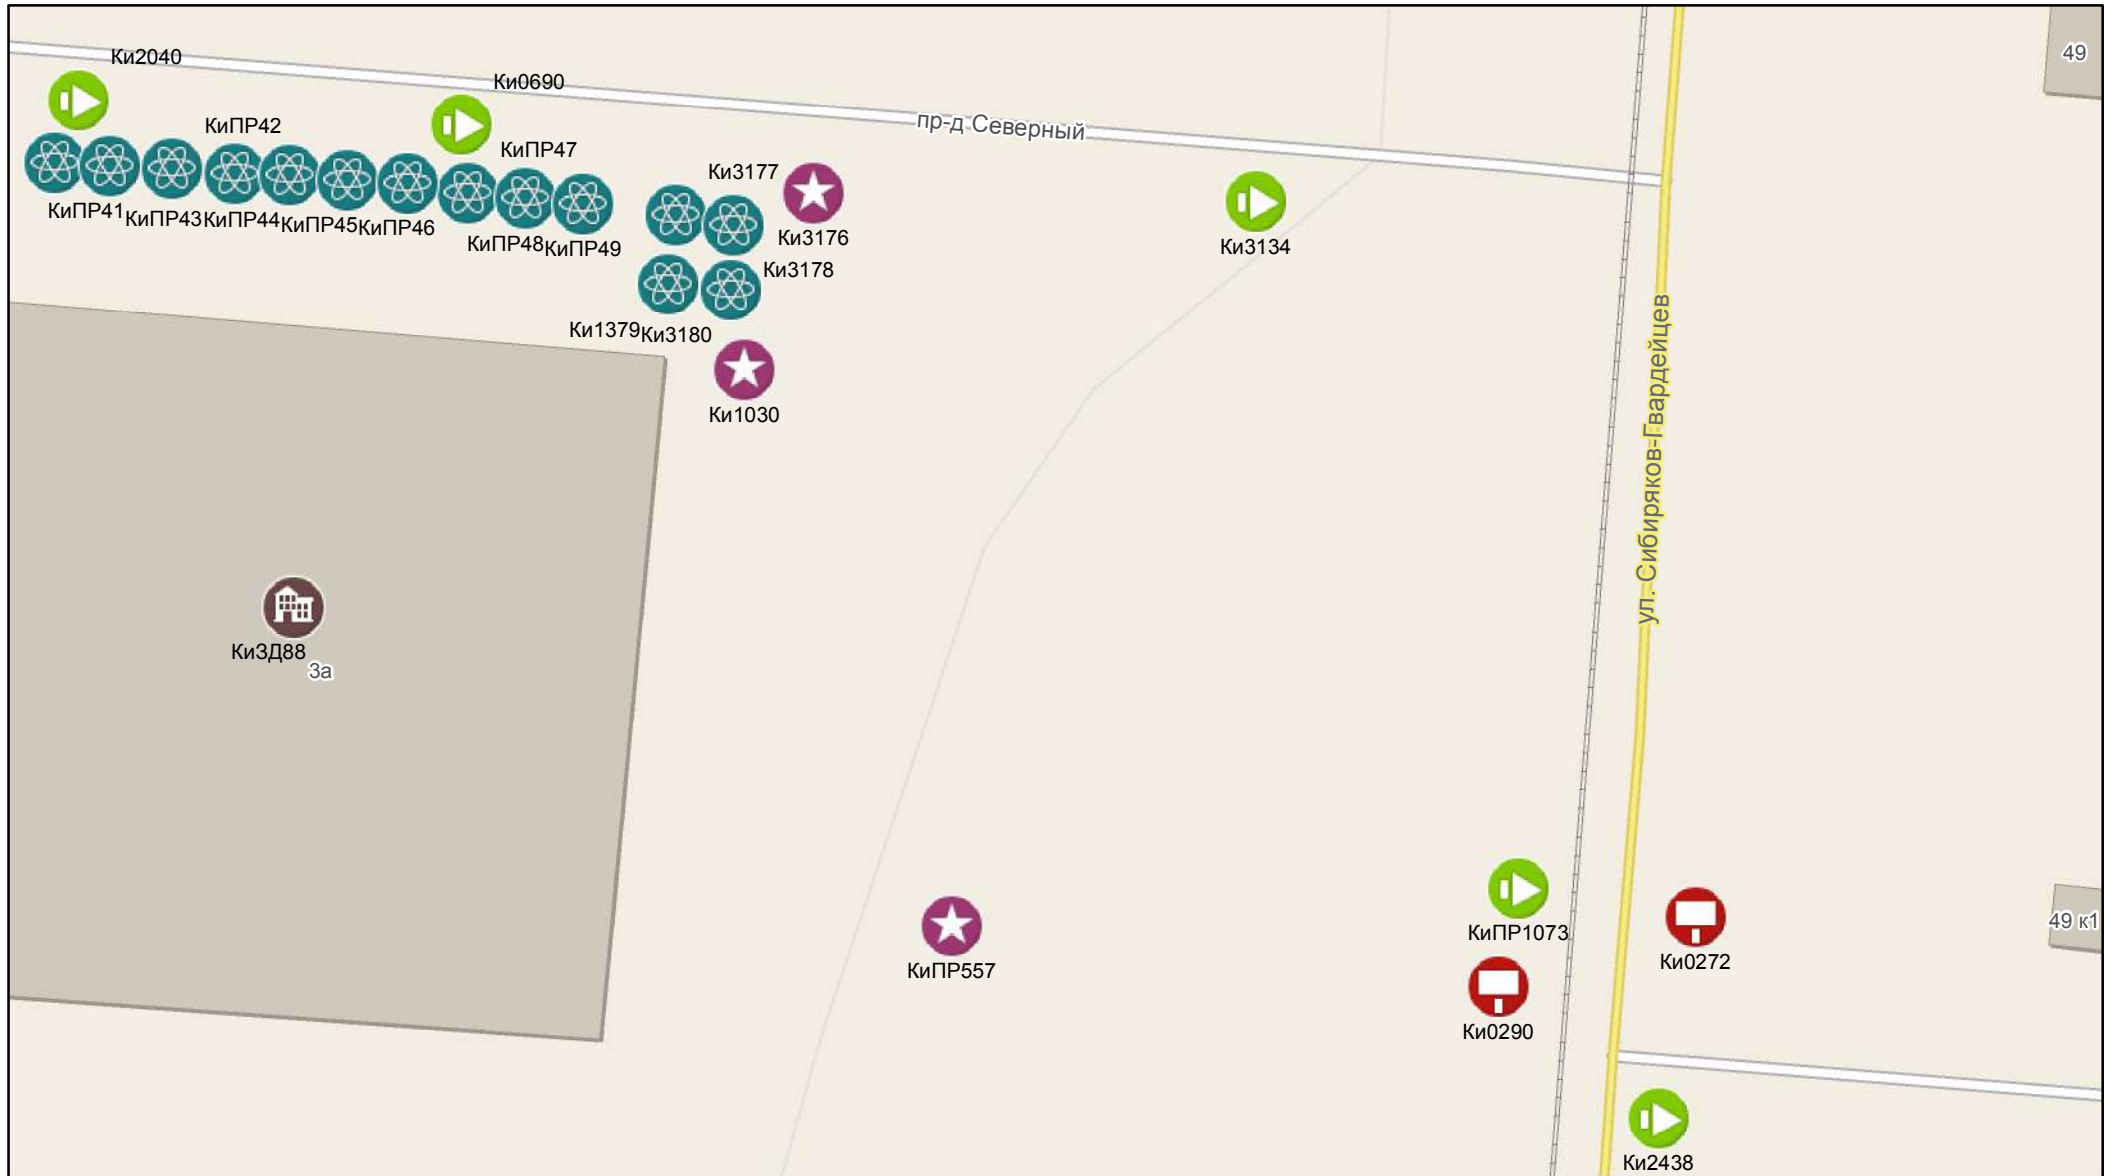 Ки2040
Ки0690
49
пр-д Северный
КиПР42
КиПР47
Ки3177
КиПР41
КиПР43
КиПР44
КиПР45
КиПР46
КиПР48
КиПР49
Ки3176
Ки3134
Ки3178
Ки1379
Ки3180
Ки1030
ул. Сибиряков-Гвардейцев
КиЗД88
3а
КиПР557
КиПР1073
Ки0272
49 к1
Ки0290
Ки2438